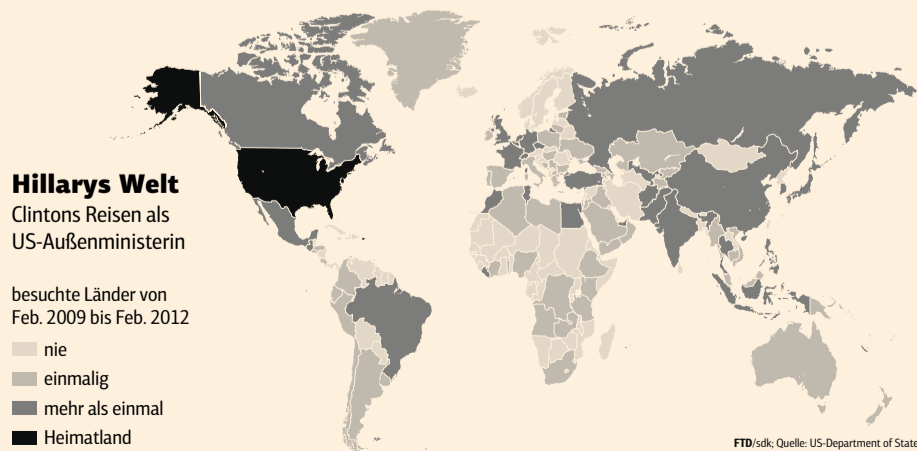 Hillarys Welt
Clintons Reisen als
US-Außenministerin
besuchte Länder von
Feb. 2009 bis Feb. 2012
nie
einmalig
mehr als einmal
Heimatland
FTD/sdk; Quelle: US-Department of State